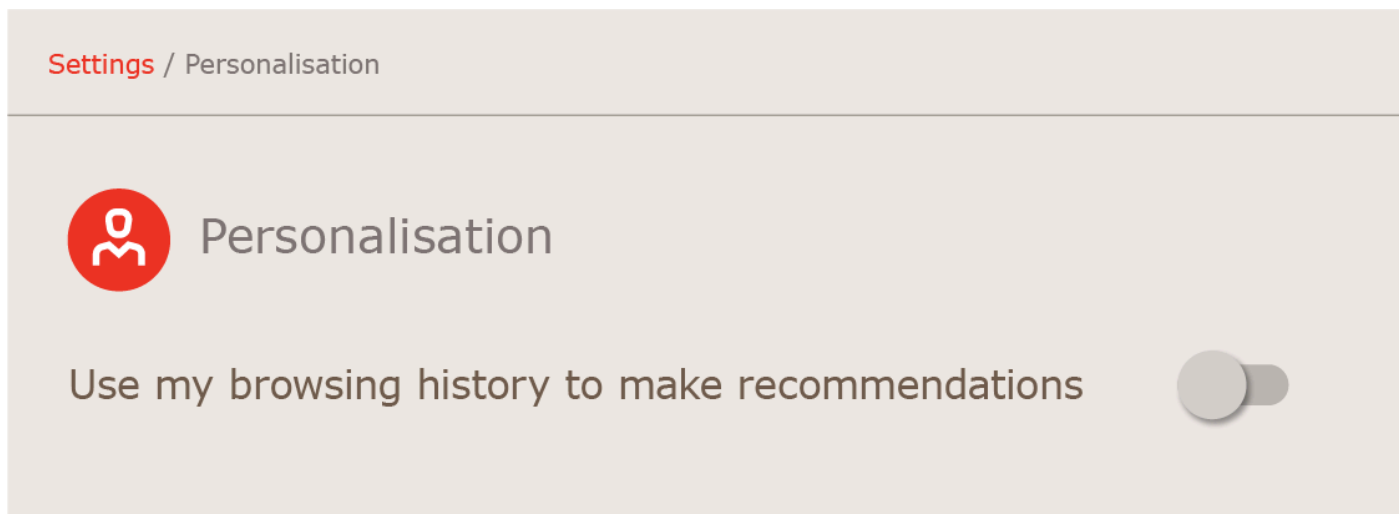 Settings / Personalisation
Personalisation
Use my browsing history to make recommendations